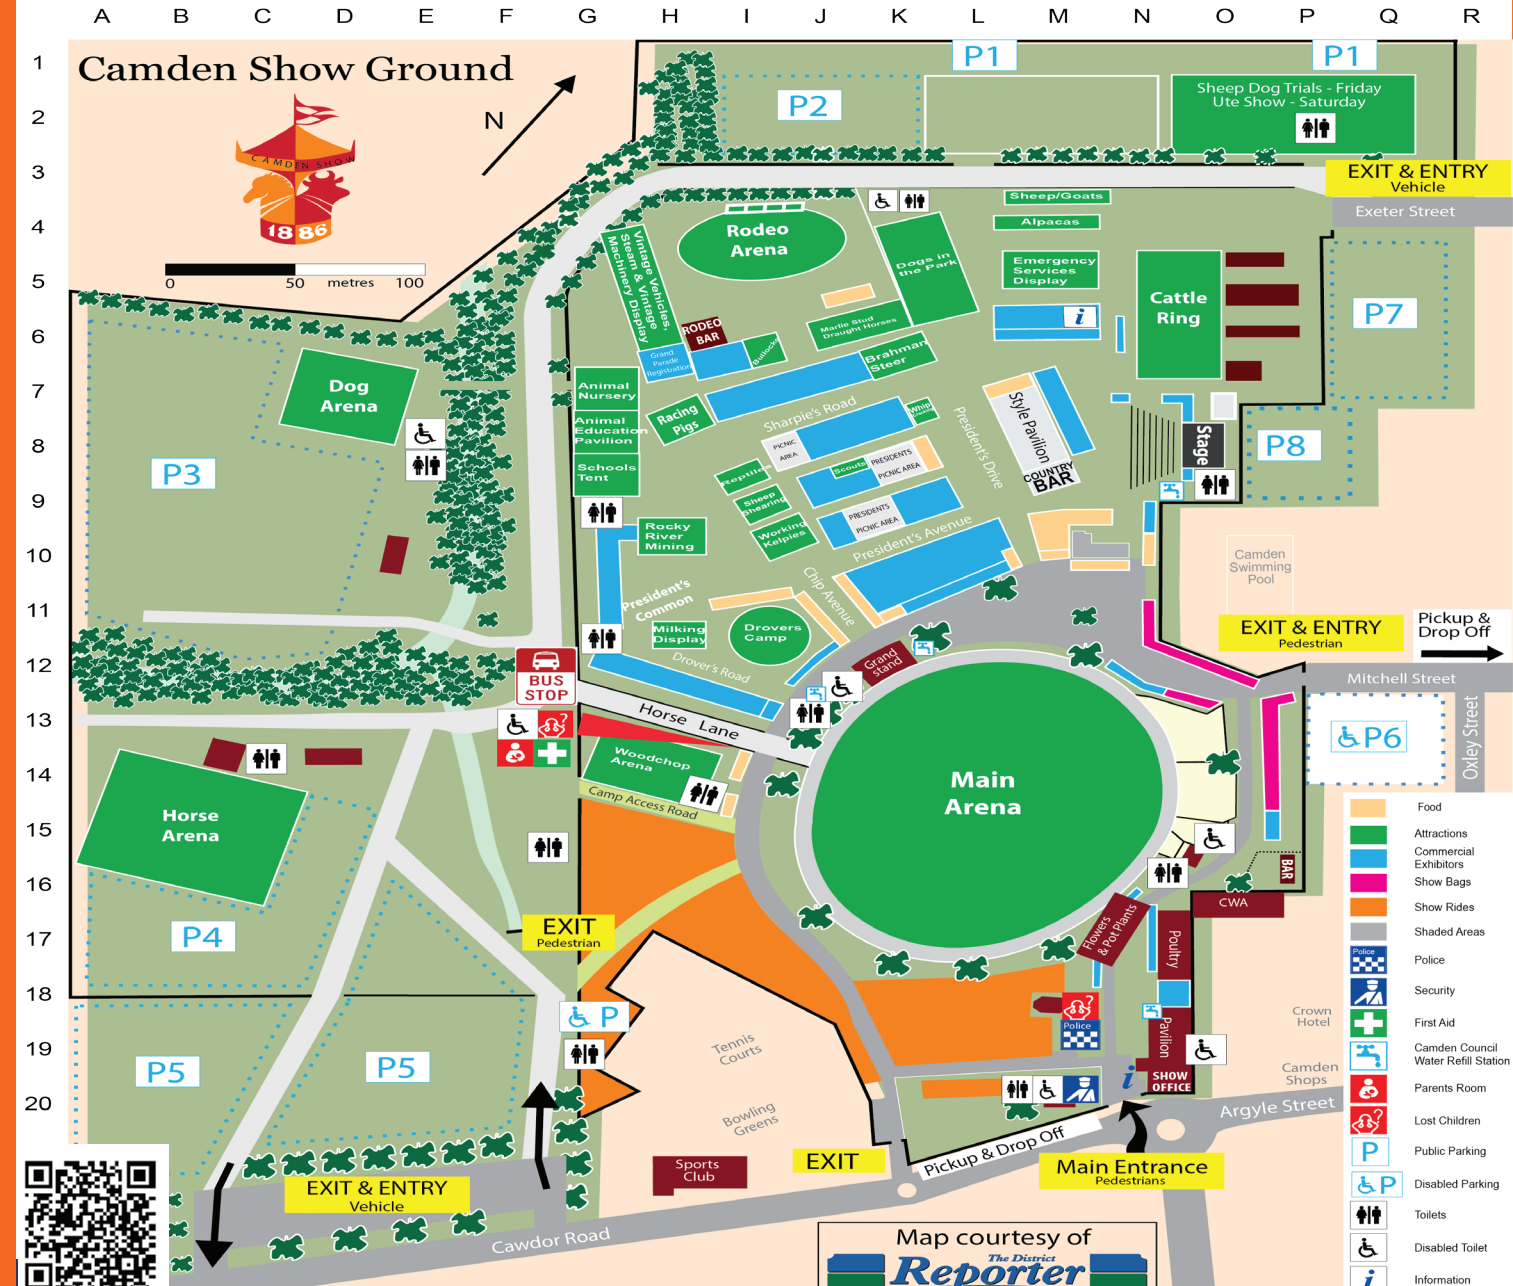 A B C D E F G H I J K L M N O P Q R
1
2
3
4
5
6
7
8
9
10
11
12
13
14
15
16
17
18
19
20
Camden Show Ground
CAMDEN SHOW
1886
N
0 50 metres 100
P1
P1
P2
Sheep Dog Trials - Friday
Ute Show - Saturday
EXIT & ENTRY
Vehicle
Exeter Street
Sheep/Goats
Alpacas
Rodeo
Arena
Dogs in
the Park
Emergency
Services
Display
Vintage Vehicles,
Steam & Vintage
Machinery Display
Cattle
Ring
P7
i
Marlie Stud
Draught Horses
RODEO
BAR
Grand
Parade
Registration
Bullocks
Brahman
Steer
Dog
Arena
Animal
Nursery
Animal
Education
Pavilion
Schools
Tent
Racing
Pigs
Sharpie's Road
Whip
PICNIC
AREA
President's Drive
Style Pavilion
COUNTRY
BAR
Stage
P8
P3
Reptiles
Scouts
PRESIDENTS
PICNIC AREA
Sheep
Shearing
PRESIDENTS
PICNIC AREA
Working
Kelpies
President's Avenue
Rocky
River
Mining
Camden
Swimming
Pool
President's
Common
Chip Avenue
Milking
Display
Drovers
Camp
EXIT & ENTRY
Pedestrian
Pickup &
Drop Off
Drover's Road
Grand
stand
BUS
STOP
Mitchell Street
Horse Lane
P6
Oxley Street
Woodchop
Arena
Camp Access Road
Main
Arena
Horse
Arena
BAR
CWA
P4
EXIT
Pedestrian
Flowers
& Pot Plants
Poultry
P
Police
Pavilion
SHOW
OFFICE
Crown
Hotel
Camden
Shops
Tennis
Courts
Bowling
Greens
P5
P5
i
Argyle Street
Pickup & Drop Off
EXIT
Main Entrance
Pedestrians
Sports
Club
EXIT & ENTRY
Vehicle
Cawdor Road
Map courtesy of
The District
Reporter
Food
Attractions
Commercial
Exhibitors
Show Bags
Show Rides
Shaded Areas
Police
Police
Security
First Aid
Camden Council
Water Refill Station
Parents Room
Lost Children
P
Public Parking
P
Disabled Parking
Toilets
Disabled Toilet
i
Information